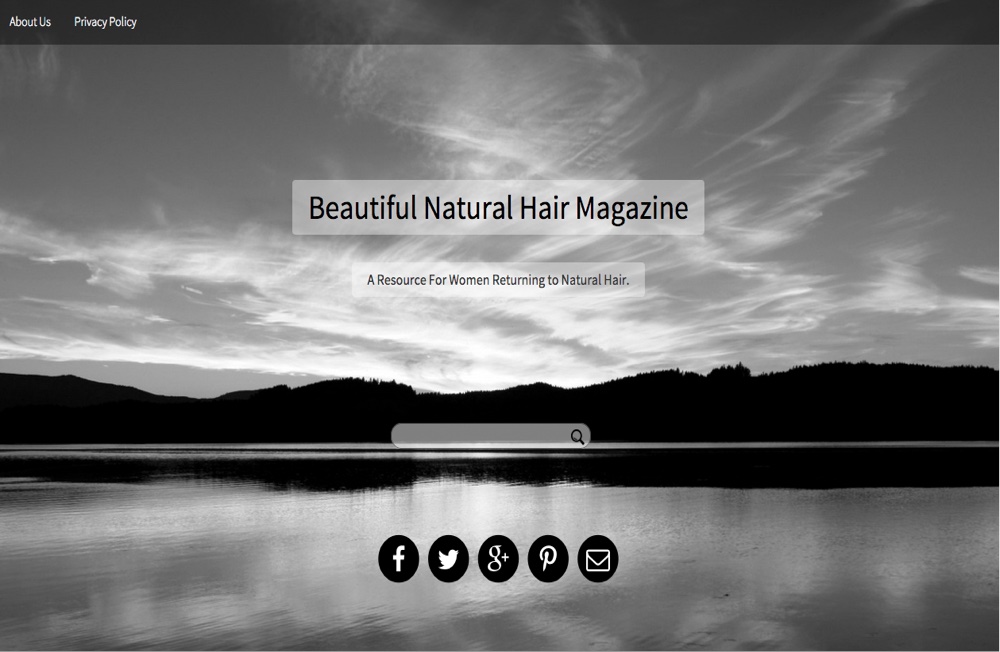 About Us Privacy Policy
Beautiful Natural Hair Magazine
A Resource For Women Returning to Natural Hair.